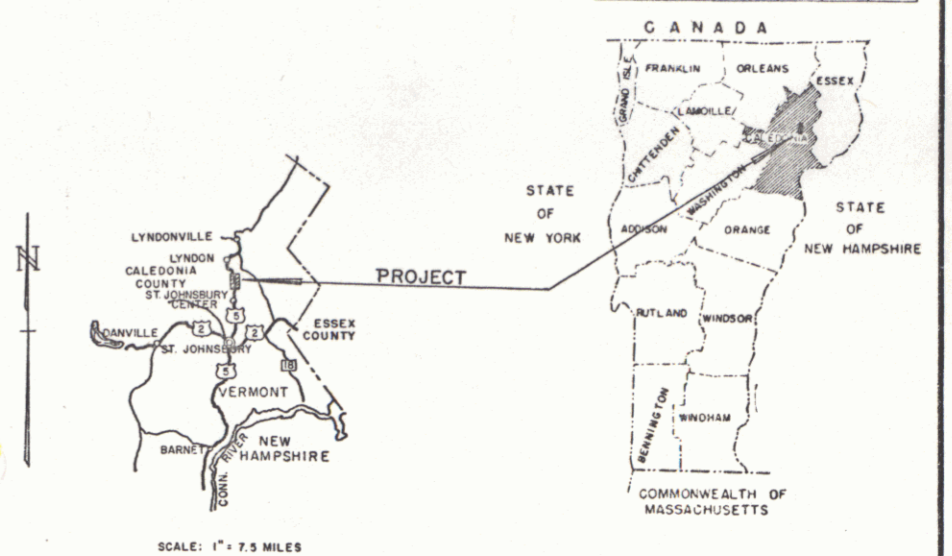 CANADA
GRAND ISLE
FRANKLIN
ORLEANS
ESSEX
LAMOILLE
CALEDONIA
CHITTENDEN
WASHINGTON
STATE
OF
NEW YORK
ADDISON
ORANGE
STATE
OF
NEW HAMPSHIRE
RUTLAND
WINDSOR
BENNINGTON
WINDHAM
COMMONWEALTH OF
MASSACHUSETTS
N
LYNDONVILLE
LYNDON
CALEDONIA
COUNTY
ST. JOHNSBURY
CENTER
PROJECT
5
ESSEX
COUNTY
DANVILLE
2
2
ST. JOHNSBURY
5
18
VERMONT
BARNET
CONN. RIVER
NEW
HAMPSHIRE
SCALE: 1" = 7.5 MILES